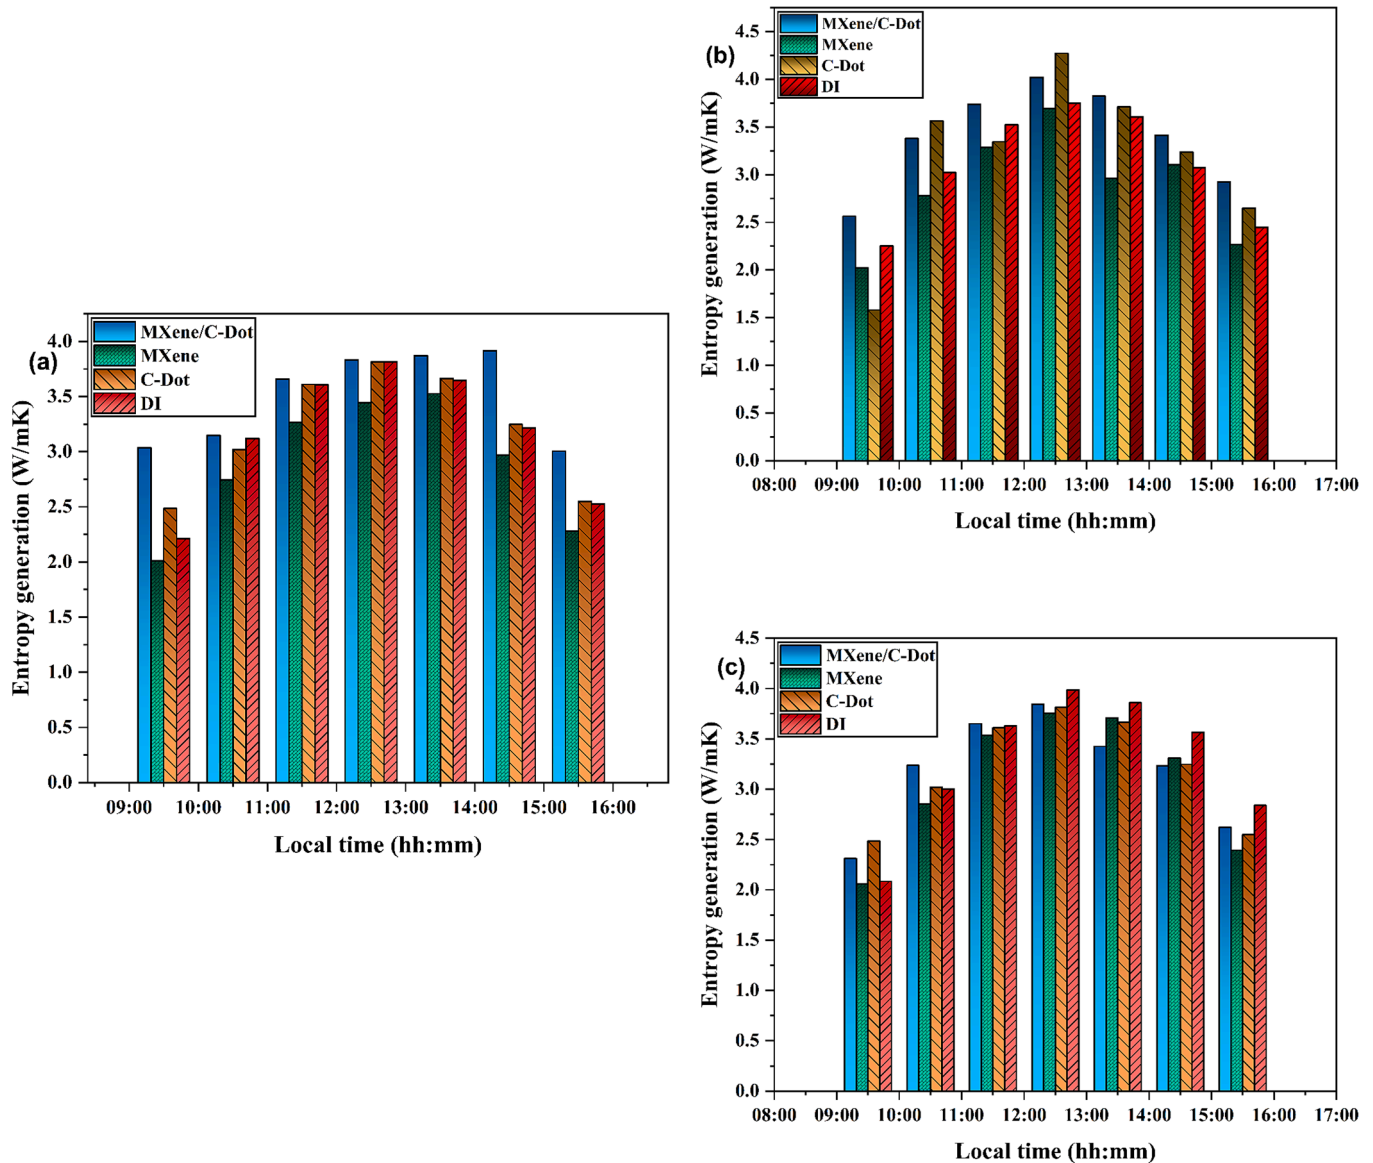 (a)
MXene/C-Dot
MXene
C-Dot
DI
Entropy generation (W/mK)
4.0
3.5
3.0
2.5
2.0
1.5
1.0
0.5
0.0
09:00 10:00 11:00 12:00 13:00 14:00 15:00 16:00
Local time (hh:mm)
(b)
MXene/C-Dot
MXene
C-Dot
DI
Entropy generation (W/mK)
4.5
4.0
3.5
3.0
2.5
2.0
1.5
1.0
0.5
0.0
08:00 09:00 10:00 11:00 12:00 13:00 14:00 15:00 16:00 17:00
Local time (hh:mm)
(c)
MXene/C-Dot
MXene
C-Dot
DI
Entropy generation (W/mK)
4.5
4.0
3.5
3.0
2.5
2.0
1.5
1.0
0.5
0.0
08:00 09:00 10:00 11:00 12:00 13:00 14:00 15:00 16:00 17:00
Local time (hh:mm)